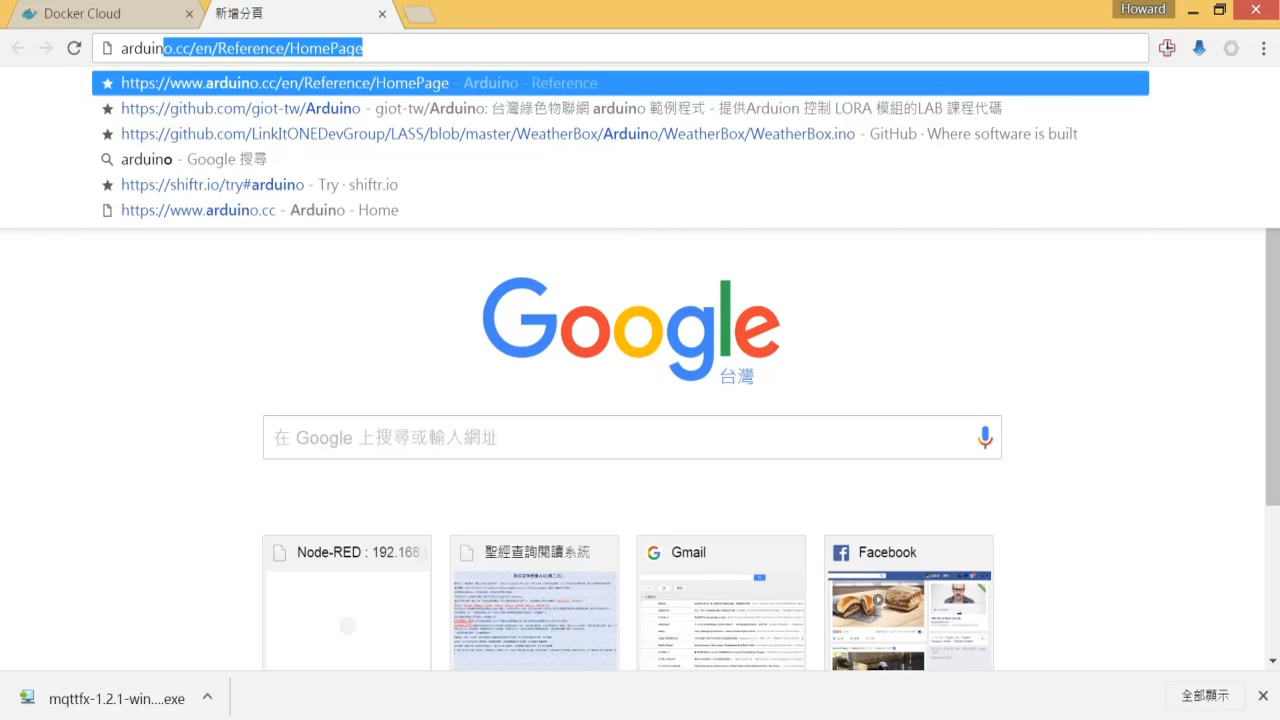 Docker Cloud
新增分頁
Howard
arduino.cc/en/Reference/HomePage
https://www.arduino.cc/en/Reference/HomePage - Arduino - Reference
https://github.com/giot-tw/Arduino - giot-tw/Arduino: 台灣綠色物聯網 arduino 範例程式 - 提供Arduion 控制 LORA 模組的LAB 課程代碼
https://github.com/LinkItONEDevGroup/LASS/blob/master/WeatherBox/Arduino/WeatherBox/WeatherBox.ino - GitHub · Where software is built
arduino - Google 搜尋
https://shiftr.io/try#arduino - Try · shiftr.io
https://www.arduino.cc - Arduino - Home
Google
台灣
在 Google 上搜尋或輸入網址
Node-RED : 192.168.
聖經查詢閱讀系統
Gmail
Facebook
mqttfx-1.2.1-win....exe
全部顯示